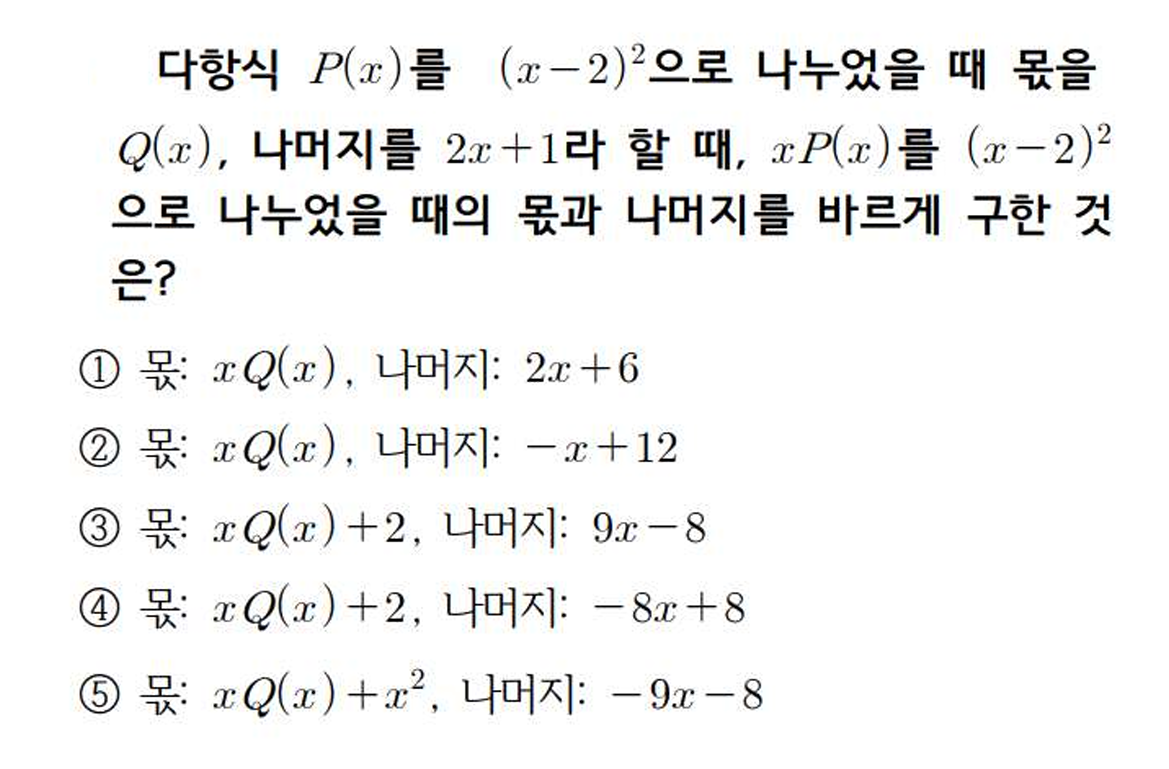 다항식 P(x)를 (x-2)²으로 나누었을 때 몫을
Q(x), 나머지를 2x+1라 할 때, xP(x)를 (x-2)²
으로 나누었을 때의 몫과 나머지를 바르게 구한 것
은?
① 몫: xQ(x), 나머지: 2x+6
② 몫: xQ(x), 나머지: -x+12
③ 몫: xQ(x)+2, 나머지: 9x-8
④ 몫: xQ(x)+2, 나머지: -8x+8
⑤ 몫: xQ(x)+x², 나머지: -9x-8